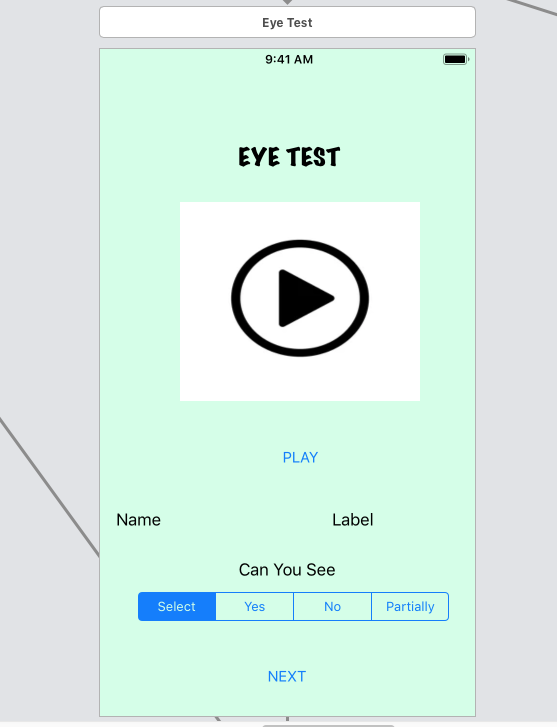 Eye Test
9:41 AM
EYE TEST
PLAY
Name Label
Can You See
Select Yes No Partially
NEXT